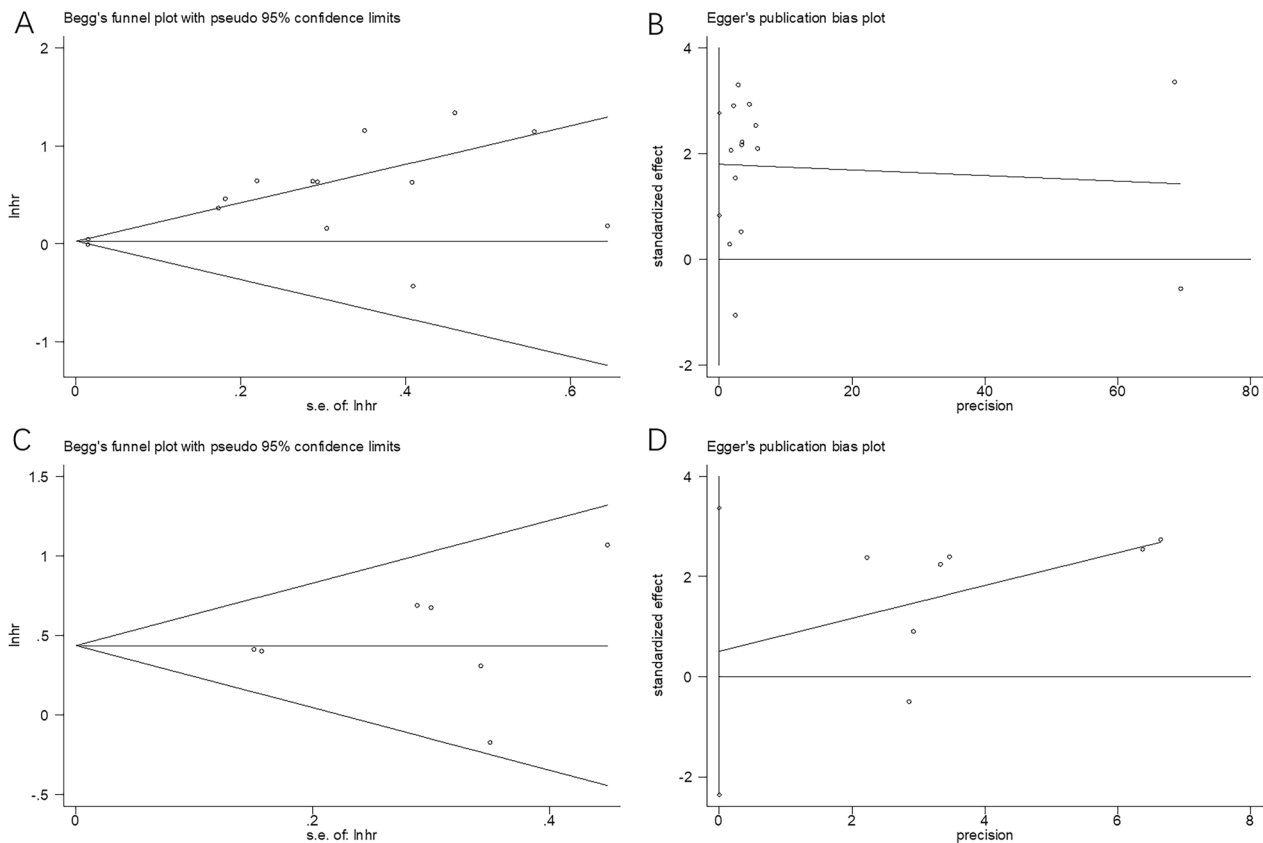 A
Begg's funnel plot with pseudo 95% confidence limits
2
1
0
-1
lnhr
0 .2 .4 .6
s.e. of: lnhr
B
Egger's publication bias plot
4
2
0
-2
standardized effect
0 20 40 60 80
precision
C
Begg's funnel plot with pseudo 95% confidence limits
1.5
1
.5
0
-.5
lnhr
0 .2 .4
s.e. of: lnhr
D
Egger's publication bias plot
4
2
0
-2
standardized effect
0 2 4 6 8
precision